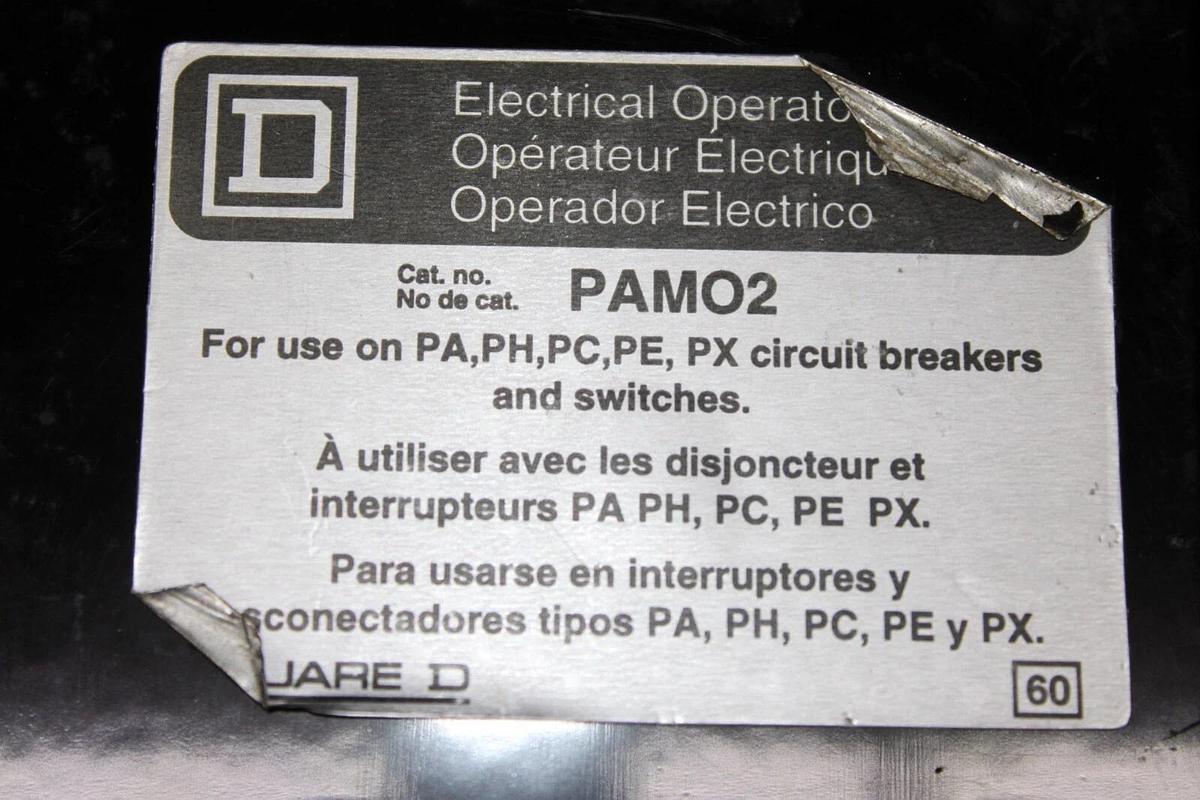 D
Electrical Operato
Opérateur Électriqu
Operador Electrico
Cat. no.
No de cat.
PAMO2
For use on PA,PH,PC,PE, PX circuit breakers
and switches.
À utiliser avec les disjoncteur et
interrupteurs PA PH, PC, PE PX.
Para usarse en interruptores y
sconectadores tipos PA, PH, PC, PE y PX.
UARE D
60